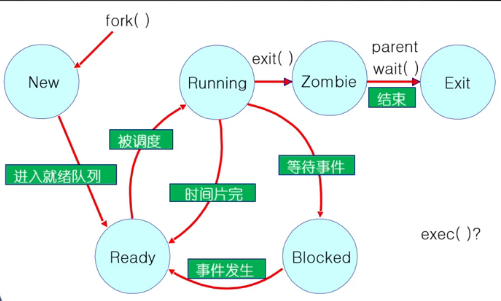 fork( )
New
Running
exit( )
Zombie
parent
wait( )
结束
Exit
被调度
进入就绪队列
时间片完
等待事件
exec( )?
Ready
Blocked
事件发生